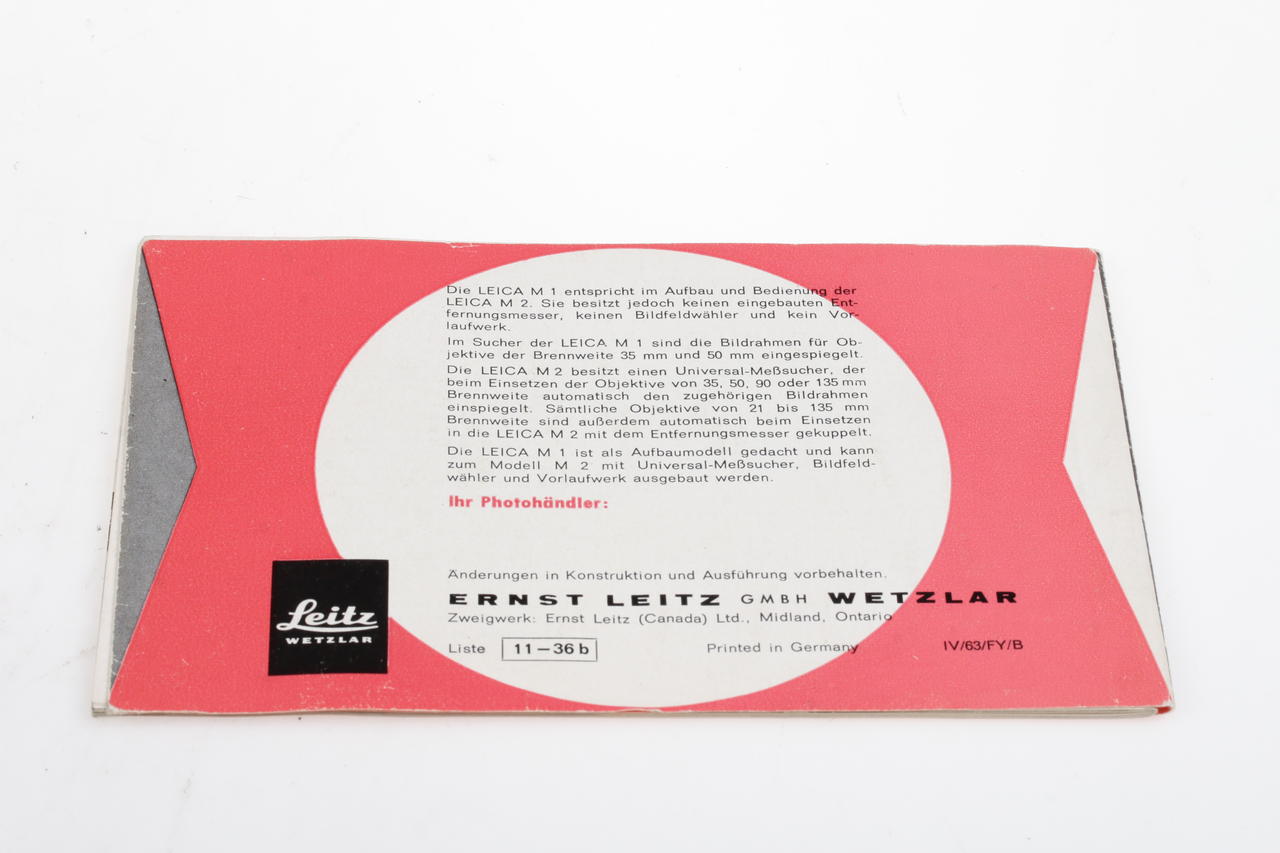 Die LEICA M 1 entspricht im Aufbau und Bedienung der
LEICA M 2. Sie besitzt jedoch keinen eingebauten Ent-
fernungsmesser, keinen Bildfeldwähler und kein Vor-
laufwerk.
Im Sucher der LEICA M 1 sind die Bildrahmen für Ob-
jektive der Brennweite 35 mm und 50 mm eingespiegelt.
Die LEICA M 2 besitzt einen Universal-Meßsucher, der
beim Einsetzen der Objektive von 35, 50, 90 oder 135 mm
Brennweite automatisch den zugehörigen Bildrahmen
einspiegelt. Sämtliche Objektive von 21 bis 135 mm
Brennweite sind außerdem automatisch beim Einsetzen
in die LEICA M 2 mit dem Entfernungsmesser gekuppelt.
Die LEICA M 1 ist als Aufbaumodell gedacht und kann
zum Modell M 2 mit Universal-Meßsucher, Bildfeld-
wähler und Vorlaufwerk ausgebaut werden.
Ihr Photohändler:
Änderungen in Konstruktion und Ausführung vorbehalten.
ERNST LEITZ GMBH WETZLAR
Zweigwerk: Ernst Leitz (Canada) Ltd., Midland, Ontario
Liste 11–36 b Printed in Germany IV/63/FY/B
Leitz
WETZLAR